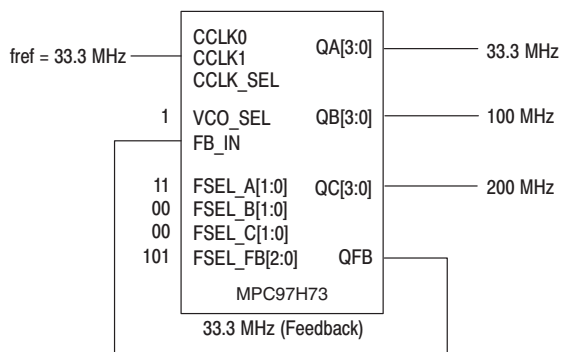 fref = 33.3 MHz
CCLK0
CCLK1
CCLK_SEL
QA[3:0]
33.3 MHz
1
VCO_SEL
QB[3:0]
100 MHz
FB_IN
11
FSEL_A[1:0]
QC[3:0]
200 MHz
00
FSEL_B[1:0]
00
FSEL_C[1:0]
101
FSEL_FB[2:0]
QFB
MPC97H73
33.3 MHz (Feedback)